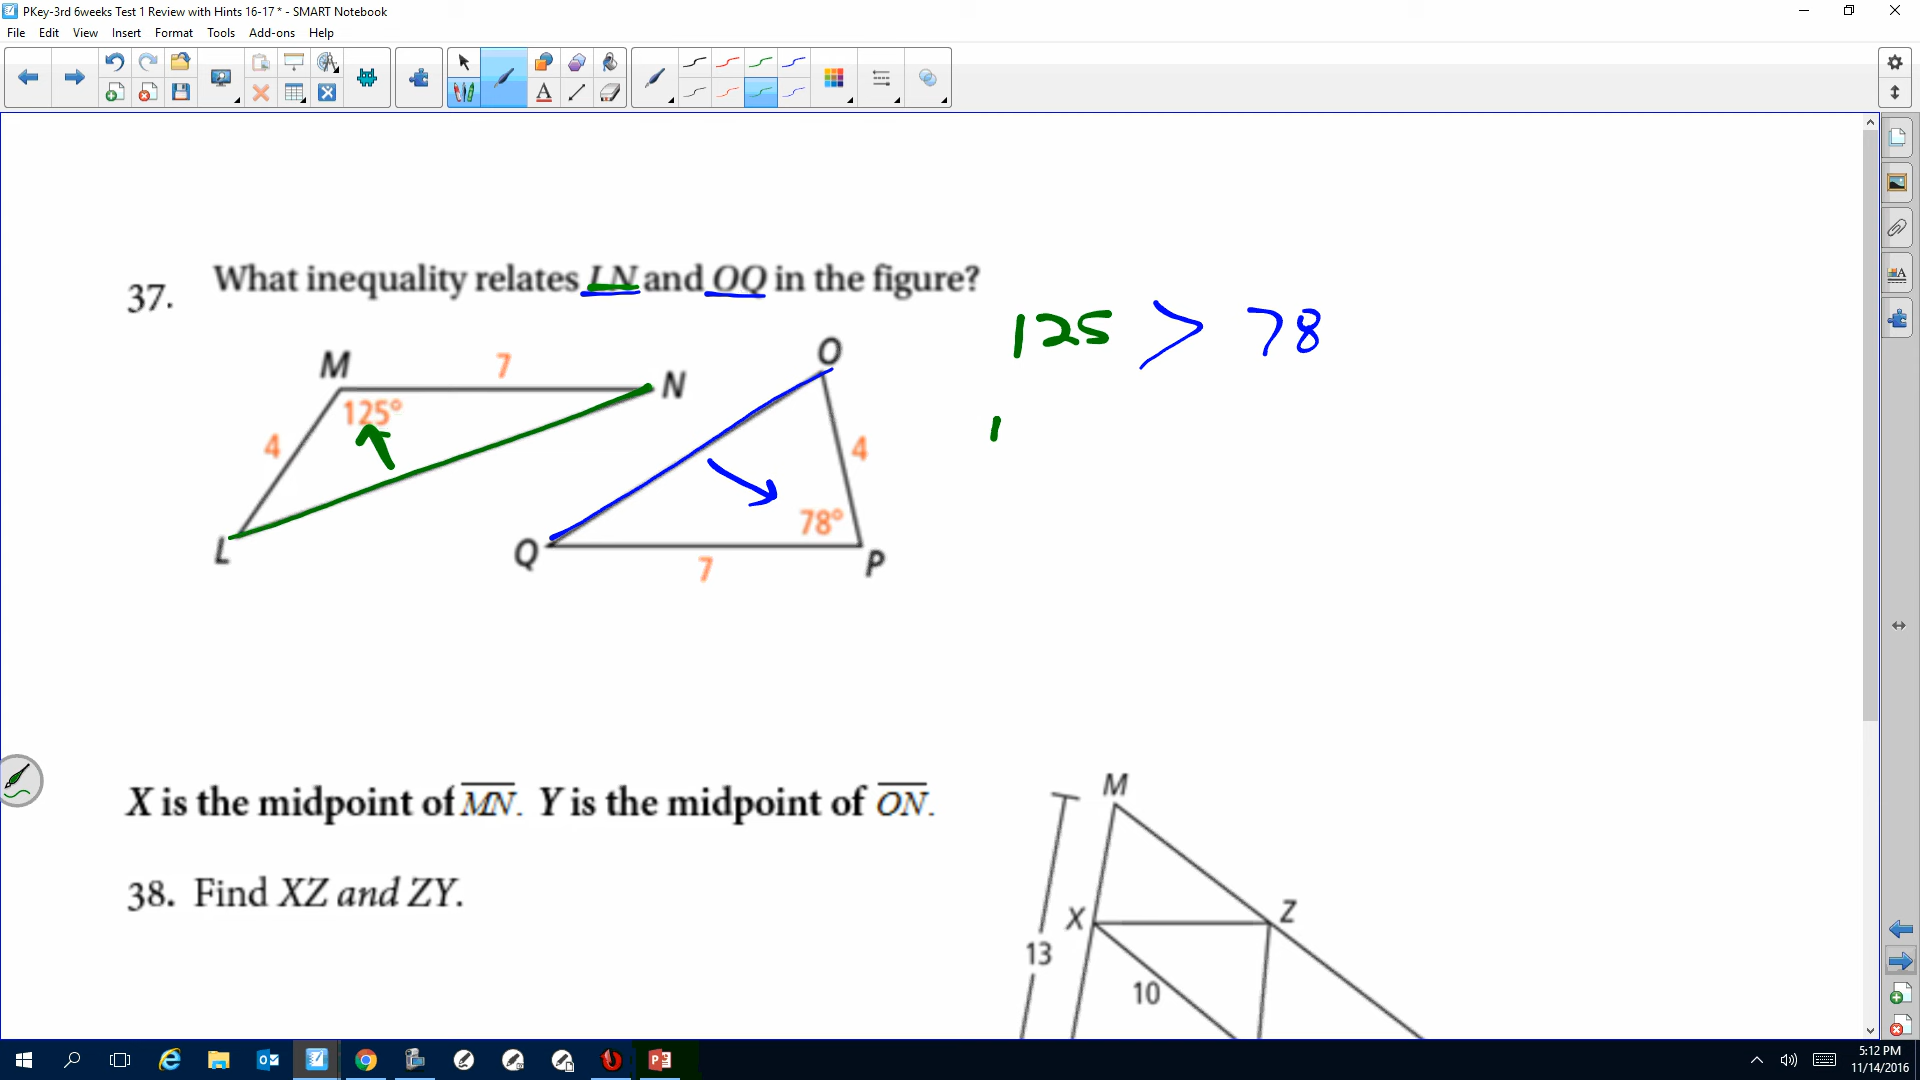 PKey-3rd 6weeks Test 1 Review with Hints 16-17 * - SMART Notebook
File Edit View Insert Format Tools Add-ons Help
37. What inequality relates LN and OQ in the figure?
125 > 78
M 7 N O
125°
4 4
78°
L Q 7 P
X is the midpoint of MN. Y is the midpoint of ON.
38. Find XZ and ZY.
M
X Z
13
10
5:12 PM
11/14/2016